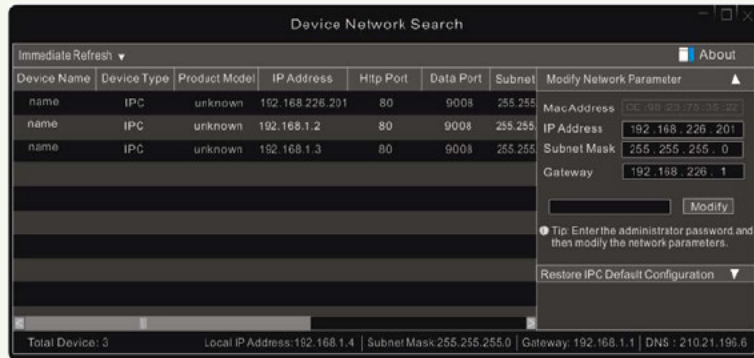 Device Network Search
Immediate Refresh
About
Device Name Device Type Product Model IP Address Http Port Data Port Subnet
name IPC unknown 192.168.226.201 80 9008 255.255
name IPC unknown 192.168.1.2 80 9008 255.255.
name IPC unknown 192.168.1.3 80 9008 255.255
Modify Network Parameter
MacAddress
IP Address 192 .168 . 226 . 201
Subnet Mask 255 . 255 . 255 . 0
Gateway 192 .168 . 226 . 1
Modify
Tip: Enter the administrator password,and
then modify the network parameters.
Restore IPC Default Configuration
Total Device: 3 Local IP Address:192.168.1.4 SubnetMask:255.255.255.0 Gateway: 192.168.1.1 DNS : 210.21.196.6